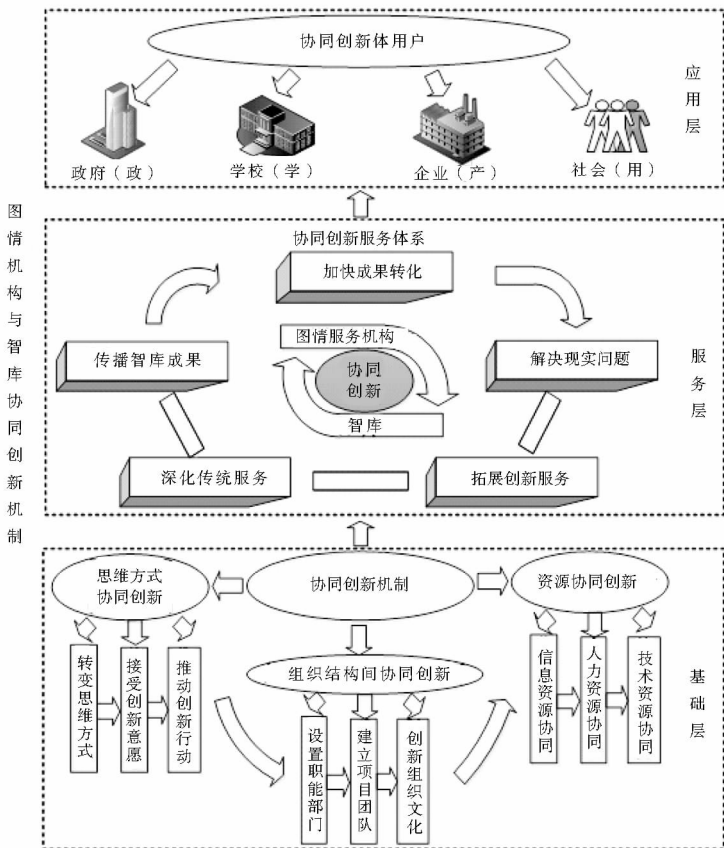 协同创新体用户
政府（政）
学校（学）
企业（产）
社会（用）
应用层
图情机构与智库协同创新机制
协同创新服务体系
加快成果转化
传播智库成果
图情服务机构
协同
创新
智库
解决现实问题
深化传统服务
拓展创新服务
服务层
思维方式
协同创新
协同创新机制
资源协同创新
组织结构间协同创新
转变思维方式
接受创新意愿
推动创新行动
设置职能部门
建立项目团队
创新组织文化
信息资源协同
人力资源协同
技术资源协同
基础层